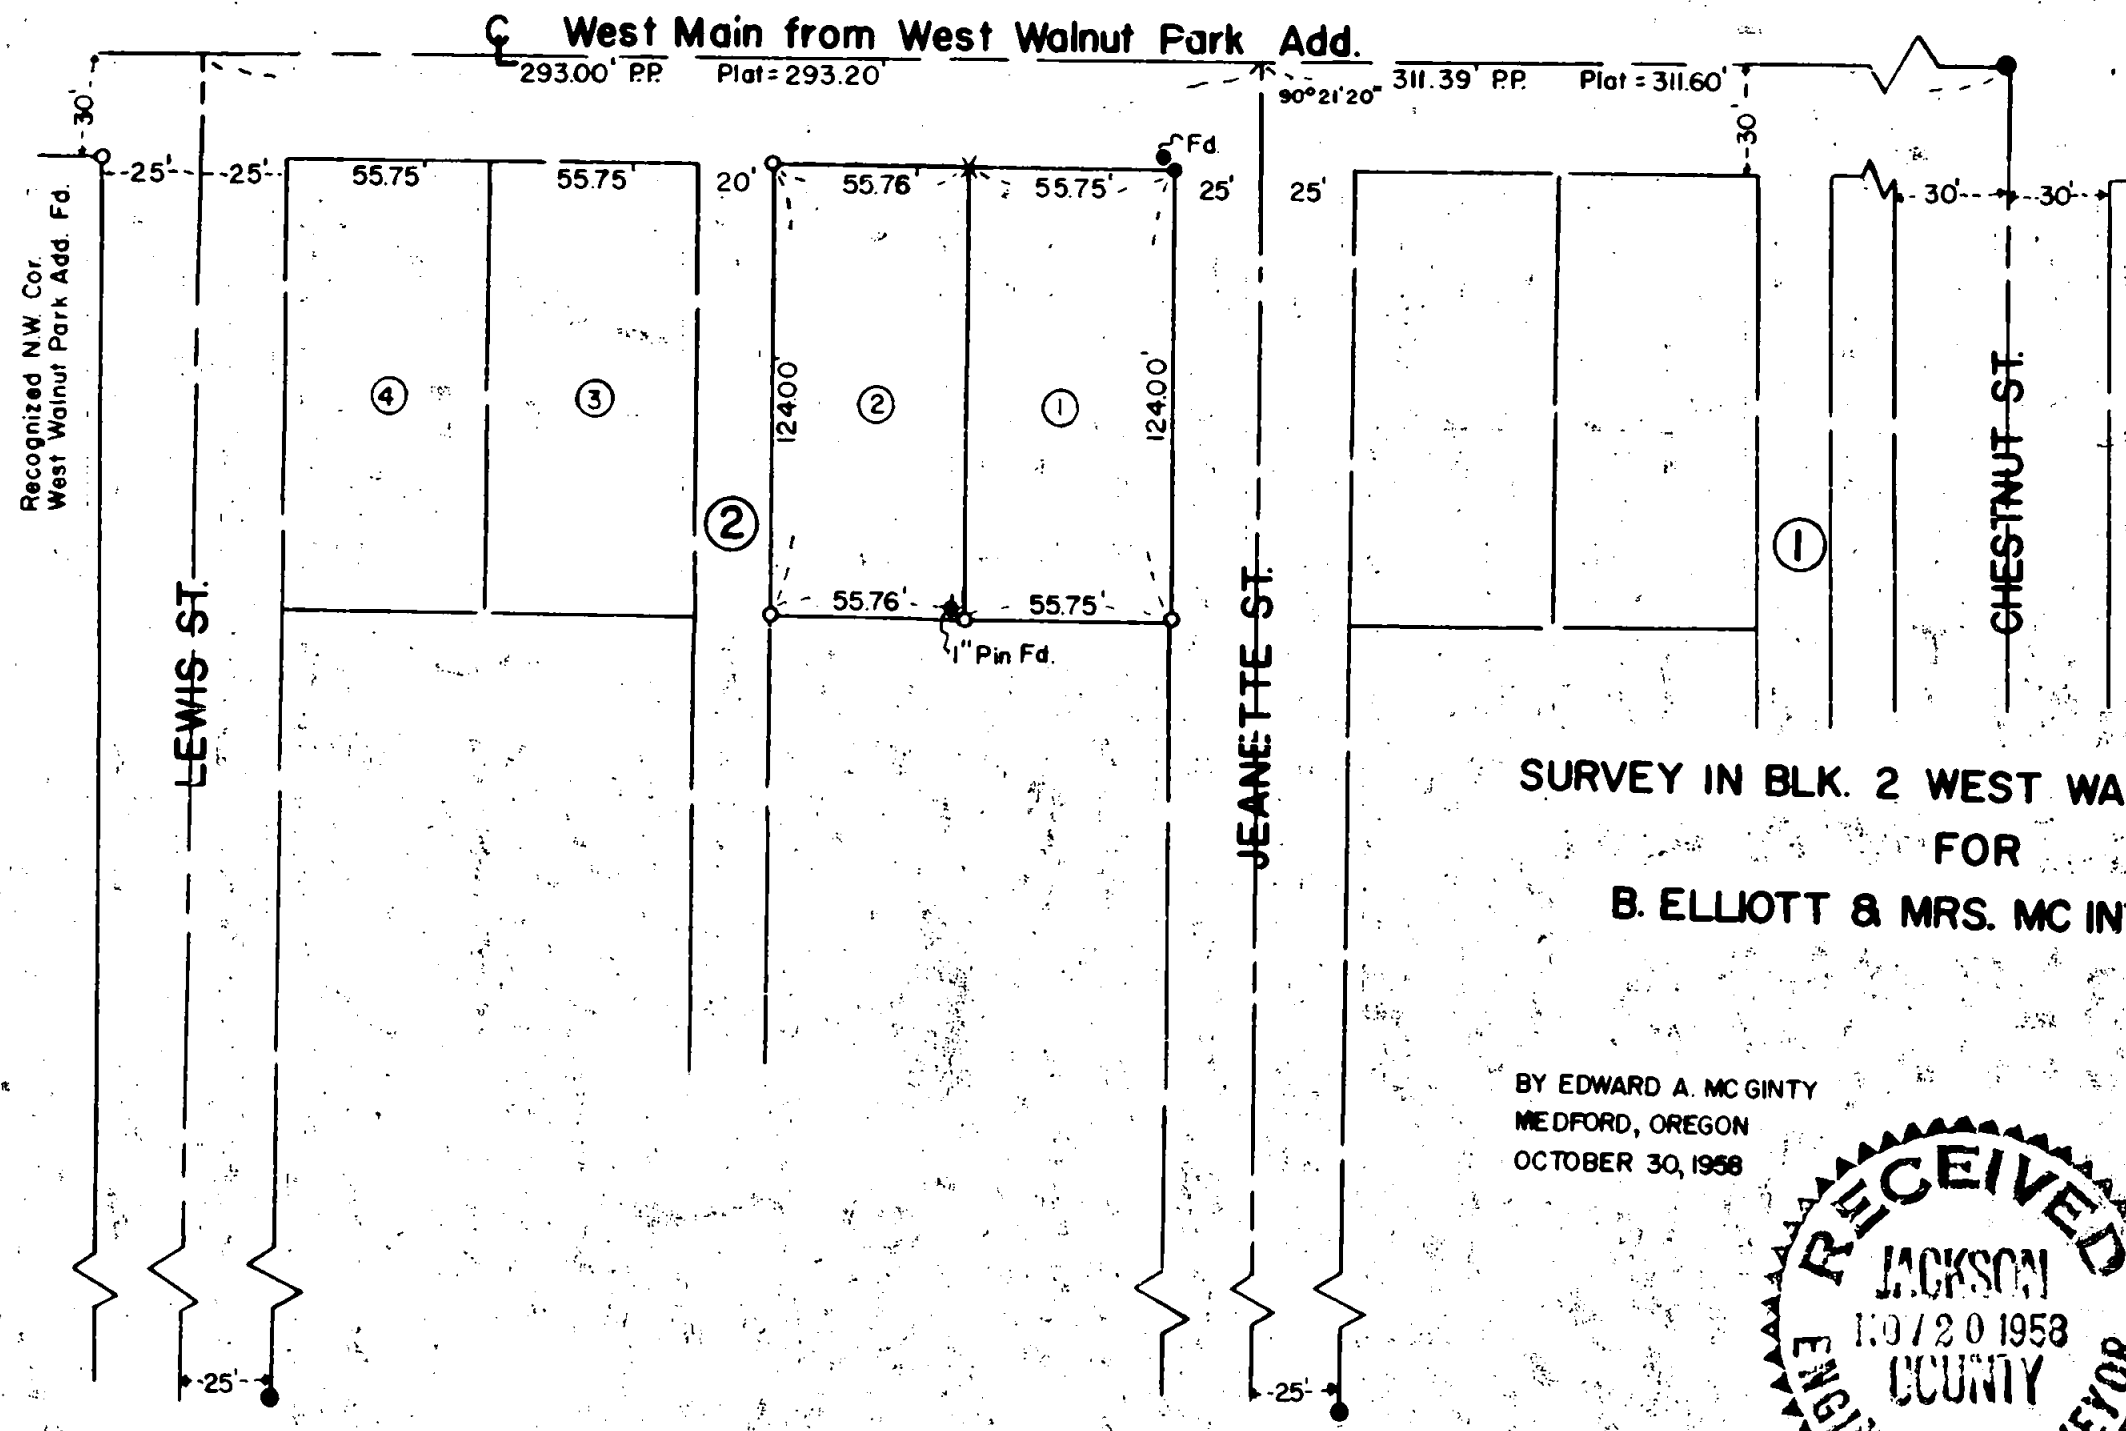 ℄ West Main from West Walnut Park Add.
293.00' P.P. Plat = 293.20'
90°21'20"
311.39' P.P. Plat = 311.60'
30'
30'
Fd.
25' 25' 55.75' 55.75' 20' 55.76' 55.75' 25' 25' 30' 30'
Recognized N.W. Cor.
West Walnut Park Add. Fd.
4 3 2 1
124.00'
124.00'
2
1
55.76' 55.75'
1" Pin Fd.
LEWIS ST.
JEANETTE ST.
CHESTNUT ST.
SURVEY IN BLK. 2 WEST WA
FOR
B. ELLIOTT & MRS. MC IN
BY EDWARD A. MC GINTY
MEDFORD, OREGON
OCTOBER 30, 1958
RECEIVED
JACKSON
NOV 20 1958
COUNTY
25' 25'